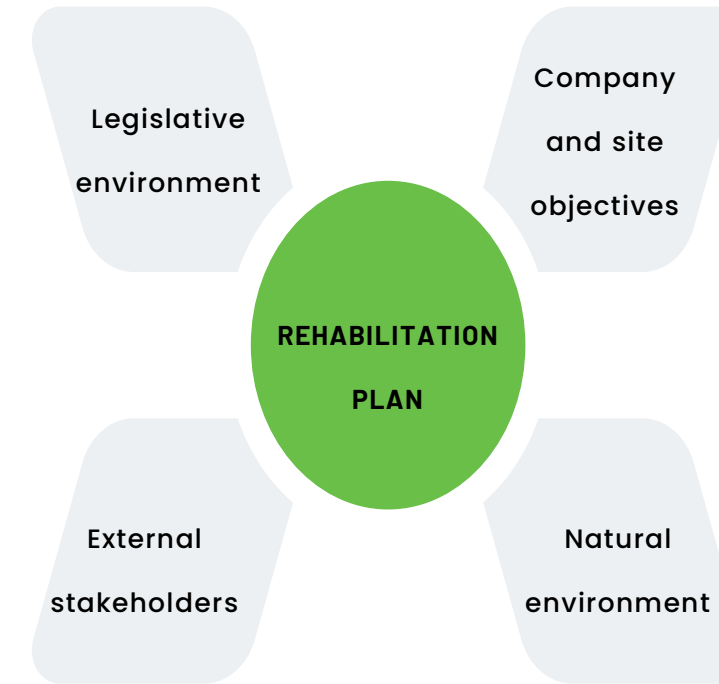 Legislative
environment
Company
and site
objectives
REHABILITATION
PLAN
External
stakeholders
Natural
environment